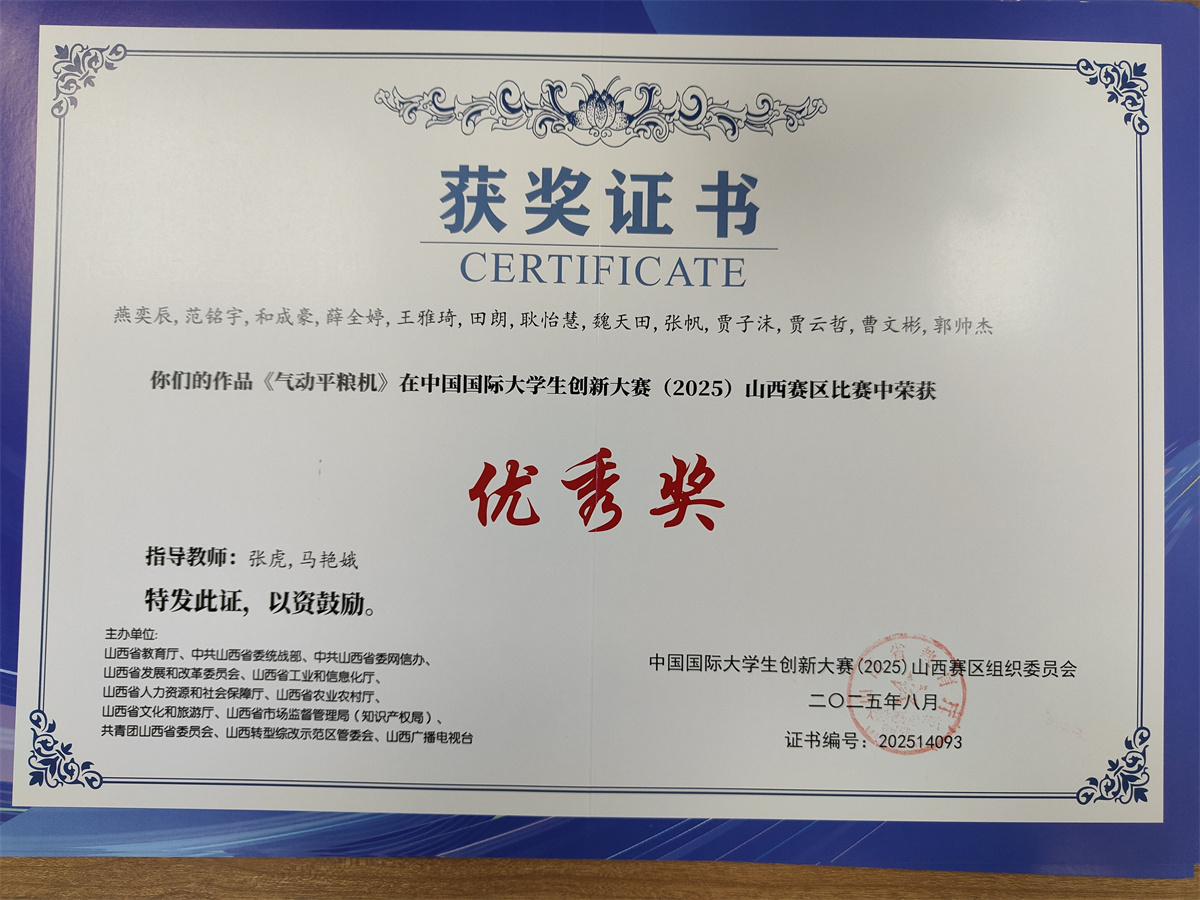 获奖证书
CERTIFICATE
燕奕辰,范铭宇,和成豪,薛全婷,王雅琦,田朗,耿怡慧,魏天田,张帆,贾子沫,贾云哲,曹文彬,郭帅杰
你们的作品《气动平粮机》在中国国际大学生创新大赛（2025）山西赛区比赛中荣获
优秀奖
指导教师：张虎,马艳娥
特发此证，以资鼓励。
主办单位:
山西省教育厅、中共山西省委统战部、中共山西省委网信办、
山西省发展和改革委员会、山西省工业和信息化厅、
山西省人力资源和社会保障厅、山西省农业农村厅、
山西省文化和旅游厅、山西省市场监督管理局（知识产权局）、
共青团山西省委员会、山西转型综改示范区管委会、山西广播电视台
中国国际大学生创新大赛(2025)山西赛区组织委员会
二〇二五年八月
证书编号：202514093